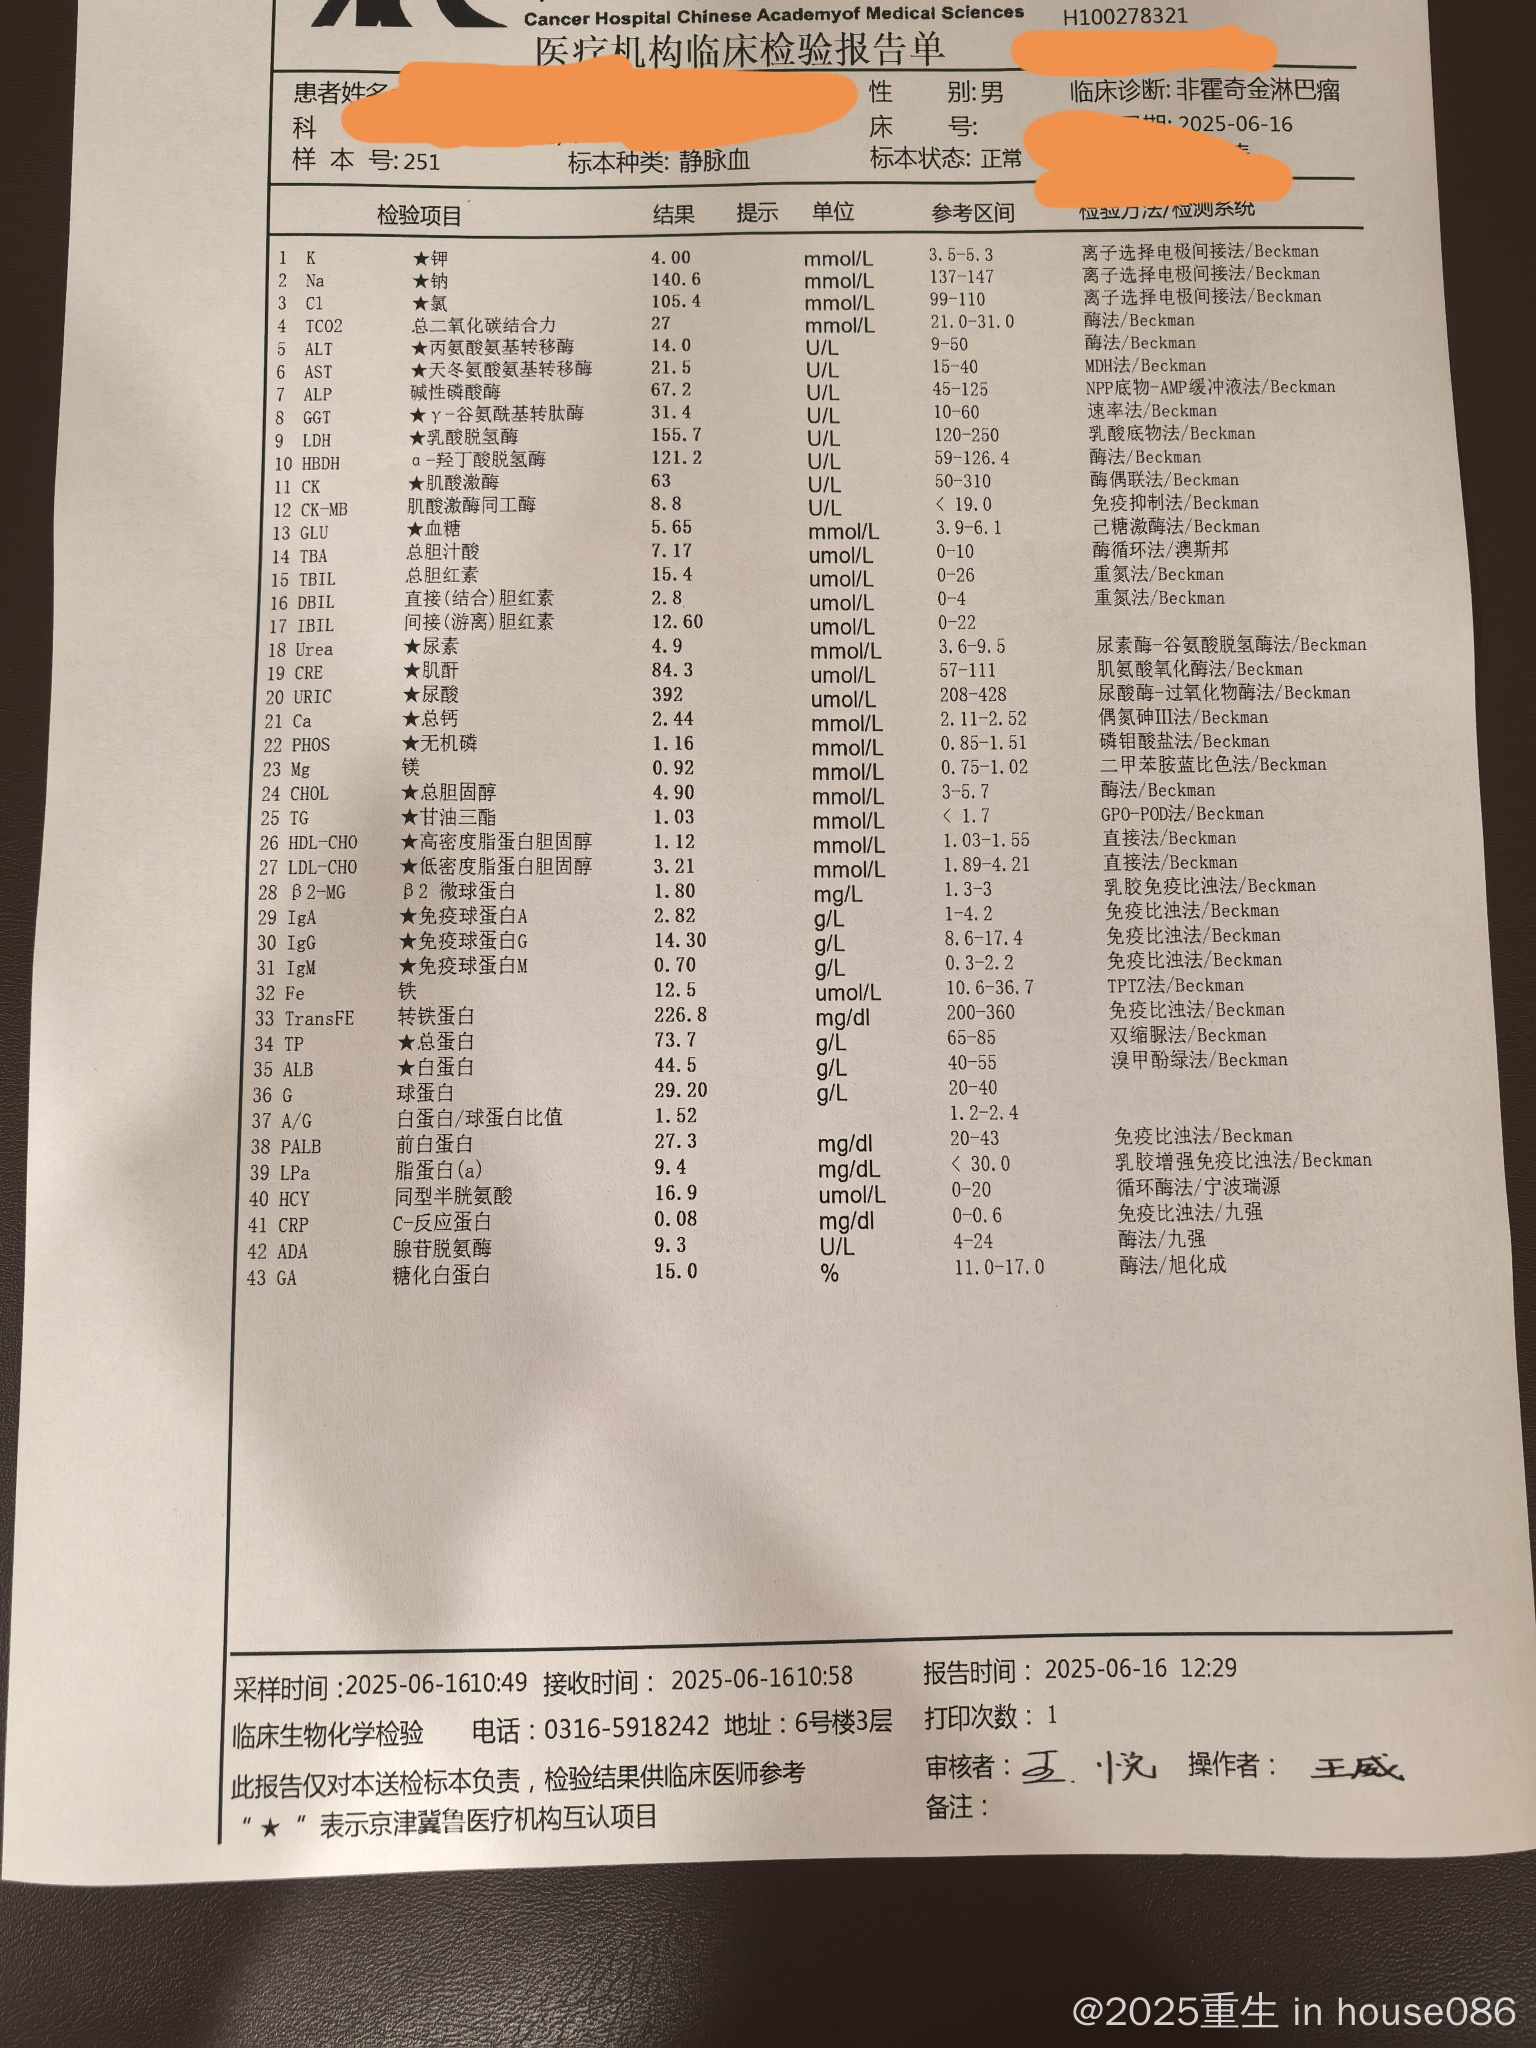 Cancer Hospital Chinese Academyof Medical Sciences
H100278321
医疗机构临床检验报告单
患者姓名 性 别:男 临床诊断:非霍奇金淋巴瘤
科 床 号: 期:2025-06-16
样 本 号:251 标本种类: 静脉血 标本状态: 正常
检验项目 结果 提示 单位 参考区间 检验方法/检测系统
1 K ★钾 4.00 mmol/L 3.5-5.3 离子选择电极间接法/Beckman
2 Na ★钠 140.6 mmol/L 137-147 离子选择电极间接法/Beckman
3 Cl ★氯 105.4 mmol/L 99-110 离子选择电极间接法/Beckman
4 TCO2 总二氧化碳结合力 27 mmol/L 21.0-31.0 酶法/Beckman
5 ALT ★丙氨酸氨基转移酶 14.0 U/L 9-50 酶法/Beckman
6 AST ★天冬氨酸氨基转移酶 21.5 U/L 15-40 MDH法/Beckman
7 ALP 碱性磷酸酶 67.2 U/L 45-125 NPP底物-AMP缓冲液法/Beckman
8 GGT ★γ-谷氨酰基转肽酶 31.4 U/L 10-60 速率法/Beckman
9 LDH ★乳酸脱氢酶 155.7 U/L 120-250 乳酸底物法/Beckman
10 HBDH α-羟丁酸脱氢酶 121.2 U/L 59-126.4 酶法/Beckman
11 CK ★肌酸激酶 63 U/L 50-310 酶偶联法/Beckman
12 CK-MB 肌酸激酶同工酶 8.8 U/L < 19.0 免疫抑制法/Beckman
13 GLU ★血糖 5.65 mmol/L 3.9-6.1 己糖激酶法/Beckman
14 TBA 总胆汁酸 7.17 umol/L 0-10 酶循环法/澳斯邦
15 TBIL 总胆红素 15.4 umol/L 0-26 重氮法/Beckman
16 DBIL 直接(结合)胆红素 2.8 umol/L 0-4 重氮法/Beckman
17 IBIL 间接(游离)胆红素 12.60 umol/L 0-22
18 Urea ★尿素 4.9 mmol/L 3.6-9.5 尿素酶-谷氨酸脱氢酶法/Beckman
19 CRE ★肌酐 84.3 umol/L 57-111 肌氨酸氧化酶法/Beckman
20 URIC ★尿酸 392 umol/L 208-428 尿酸酶-过氧化物酶法/Beckman
21 Ca ★总钙 2.44 mmol/L 2.11-2.52 偶氮砷III法/Beckman
22 PHOS ★无机磷 1.16 mmol/L 0.85-1.51 磷钼酸盐法/Beckman
23 Mg 镁 0.92 mmol/L 0.75-1.02 二甲苯胺蓝比色法/Beckman
24 CHOL ★总胆固醇 4.90 mmol/L 3-5.7 酶法/Beckman
25 TG ★甘油三酯 1.03 mmol/L < 1.7 GPO-POD法/Beckman
26 HDL-CHO ★高密度脂蛋白胆固醇 1.12 mmol/L 1.03-1.55 直接法/Beckman
27 LDL-CHO ★低密度脂蛋白胆固醇 3.21 mmol/L 1.89-4.21 直接法/Beckman
28 β2-MG β2 微球蛋白 1.80 mg/L 1.3-3 乳胶免疫比浊法/Beckman
29 IgA ★免疫球蛋白A 2.82 g/L 1-4.2 免疫比浊法/Beckman
30 IgG ★免疫球蛋白G 14.30 g/L 8.6-17.4 免疫比浊法/Beckman
31 IgM ★免疫球蛋白M 0.70 g/L 0.3-2.2 免疫比浊法/Beckman
32 Fe 铁 12.5 umol/L 10.6-36.7 TPTZ法/Beckman
33 TransFE 转铁蛋白 226.8 mg/dl 200-360 免疫比浊法/Beckman
34 TP ★总蛋白 73.7 g/L 65-85 双缩脲法/Beckman
35 ALB ★白蛋白 44.5 g/L 40-55 溴甲酚绿法/Beckman
36 G 球蛋白 29.20 g/L 20-40
37 A/G 白蛋白/球蛋白比值 1.52 1.2-2.4
38 PALB 前白蛋白 27.3 mg/dl 20-43 免疫比浊法/Beckman
39 LPa 脂蛋白(a) 9.4 mg/dL < 30.0 乳胶增强免疫比浊法/Beckman
40 HCY 同型半胱氨酸 16.9 umol/L 0-20 循环酶法/宁波瑞源
41 CRP C-反应蛋白 0.08 mg/dl 0-0.6 免疫比浊法/九强
42 ADA 腺苷脱氨酶 9.3 U/L 4-24 酶法/九强
43 GA 糖化白蛋白 15.0 % 11.0-17.0 酶法/旭化成
采样时间:2025-06-1610:49 接收时间: 2025-06-1610:58 报告时间: 2025-06-16 12:29
临床生物化学检验 电话:0316-5918242 地址:6号楼3层 打印次数: 1
此报告仅对本送检标本负责,检验结果供临床医师参考 审核者: 王悦 操作者: 王威
“ ★ “ 表示京津冀鲁医疗机构互认项目 备注:
@2025重生 in house086